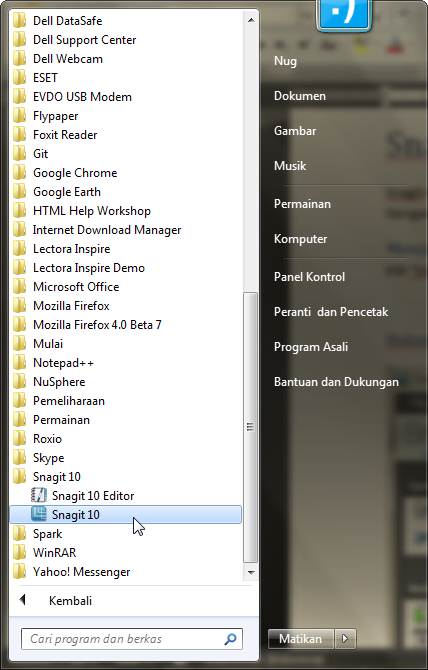 Dell DataSafe
Dell Support Center
Dell Webcam
ESET
EVDO USB Modem
Flypaper
Foxit Reader
Git
Google Chrome
Google Earth
HTML Help Workshop
Internet Download Manager
Lectora Inspire
Lectora Inspire Demo
Microsoft Office
Mozilla Firefox
Mozilla Firefox 4.0 Beta 7
Mulai
Notepad++
NuSphere
Pemeliharaan
Permainan
Roxio
Skype
Snagit 10
Snagit 10 Editor
Snagit 10
Spark
WinRAR
Yahoo! Messenger
Kembali
Cari program dan berkas
:)
Nug
Dokumen
Gambar
Musik
Permainan
Komputer
Panel Kontrol
Peranti dan Pencetak
Program Asali
Bantuan dan Dukungan
Matikan